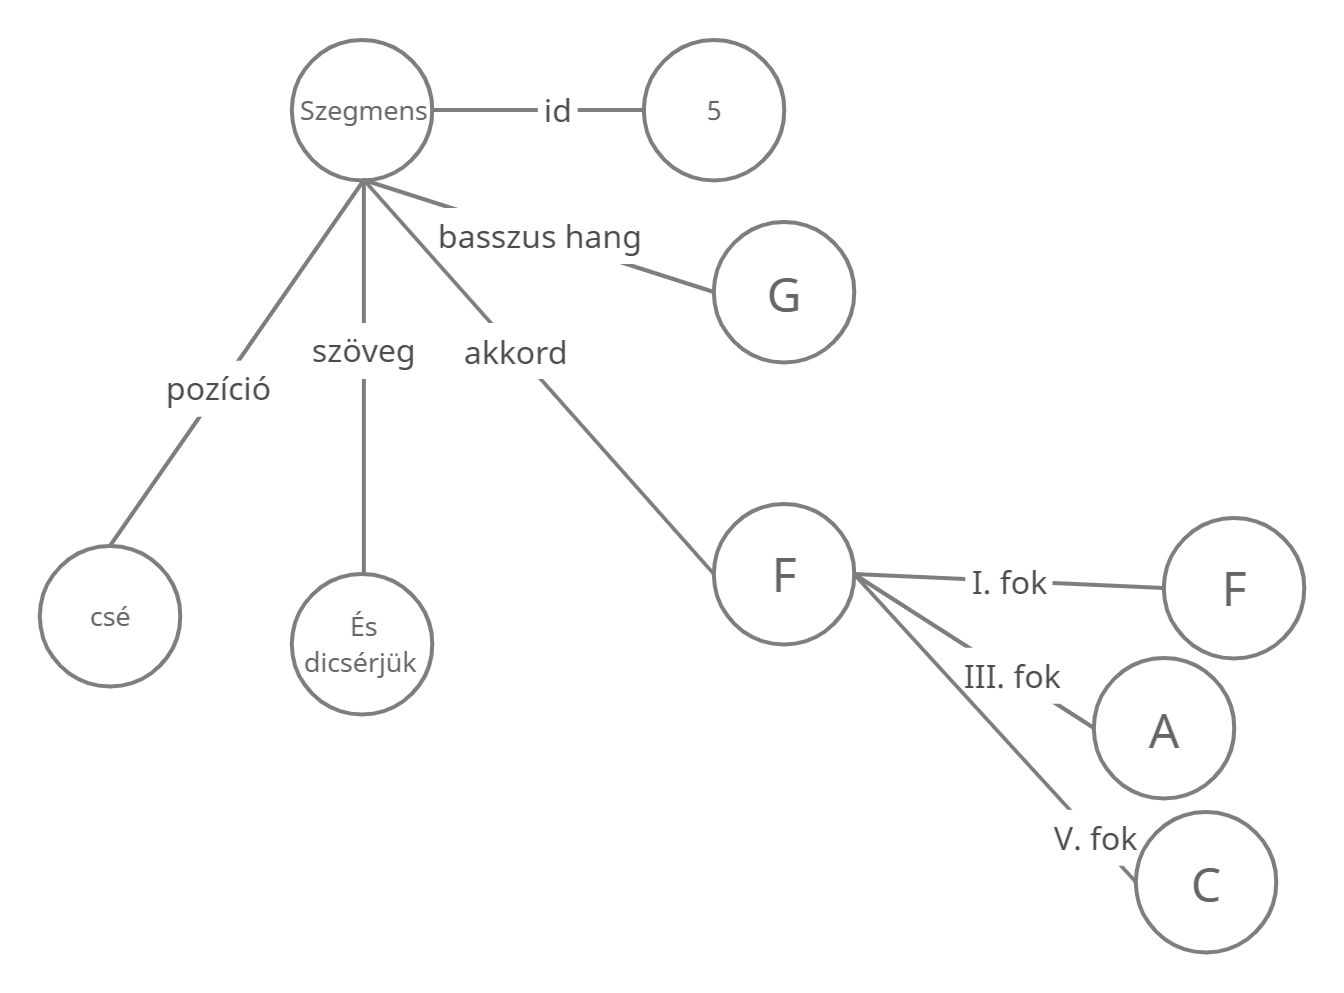 Szegmens
id
5
basszus hang
G
szöveg
akkord
pozíció
F
I. fok
F
csé
És
dicsérjük
III. fok
A
V. fok
C